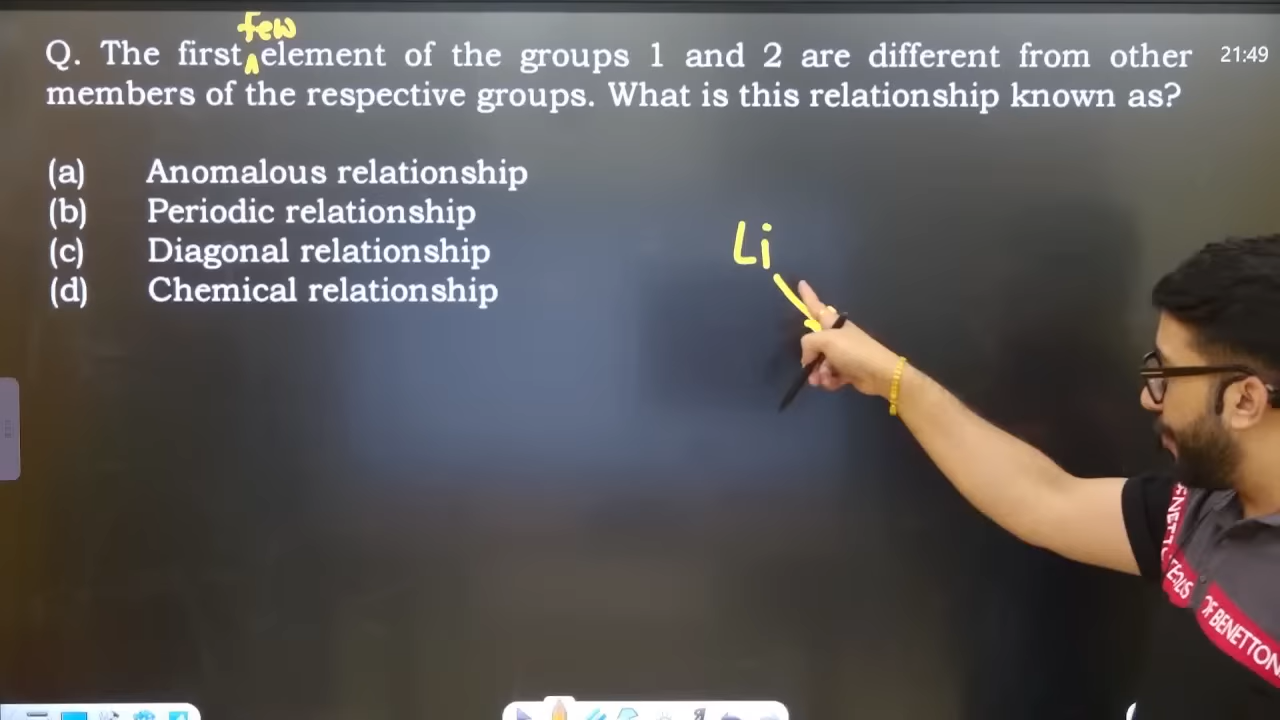 few
Q. The first element of the groups 1 and 2 are different from other
21:49
members of the respective groups. What is this relationship known as?
(a) Anomalous relationship
(b) Periodic relationship
(c) Diagonal relationship
(d) Chemical relationship
Li
OF BENETTON